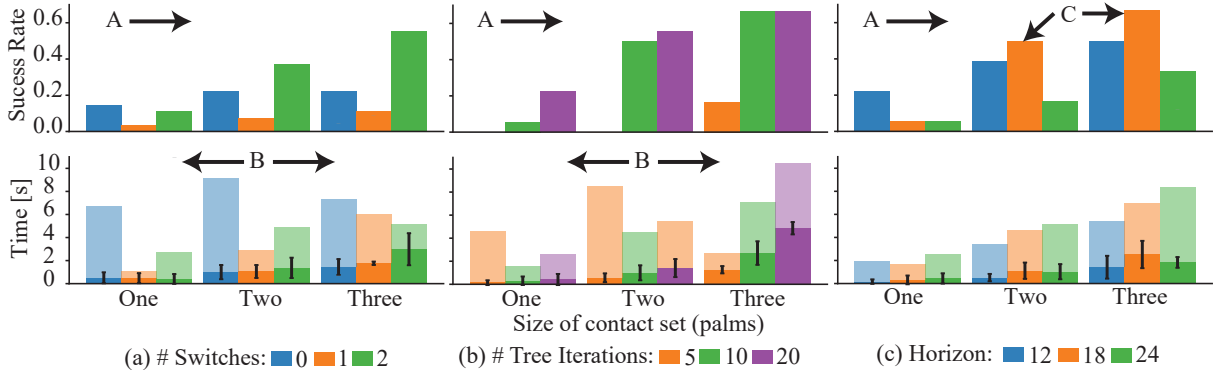 Sucess Rate
0.6
0.4
0.2
0.0
A
A
A
C
Time [s]
10
8
6
4
2
0
B
B
One Two Three
One Two Three
One Two Three
Size of contact set (palms)
(a) # Switches: 0 1 2
(b) # Tree Iterations: 5 10 20
(c) Horizon: 12 18 24